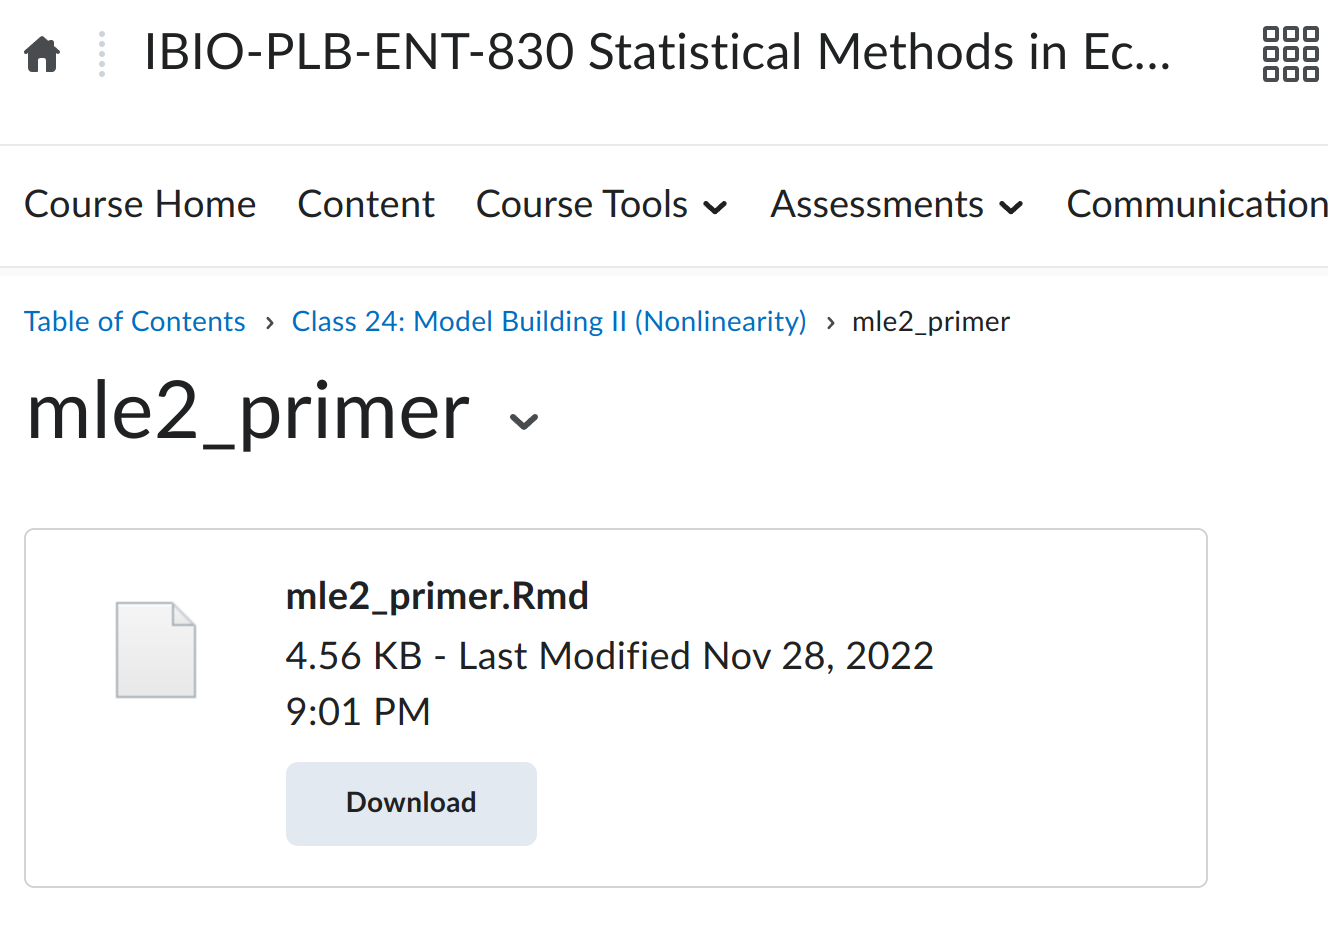 IBIO-PLB-ENT-830 Statistical Methods in Ec...
Course Home Content Course Tools Assessments Communication
Table of Contents › Class 24: Model Building II (Nonlinearity) › mle2_primer
mle2_primer
mle2_primer.Rmd
4.56 KB - Last Modified Nov 28, 2022
9:01 PM
Download